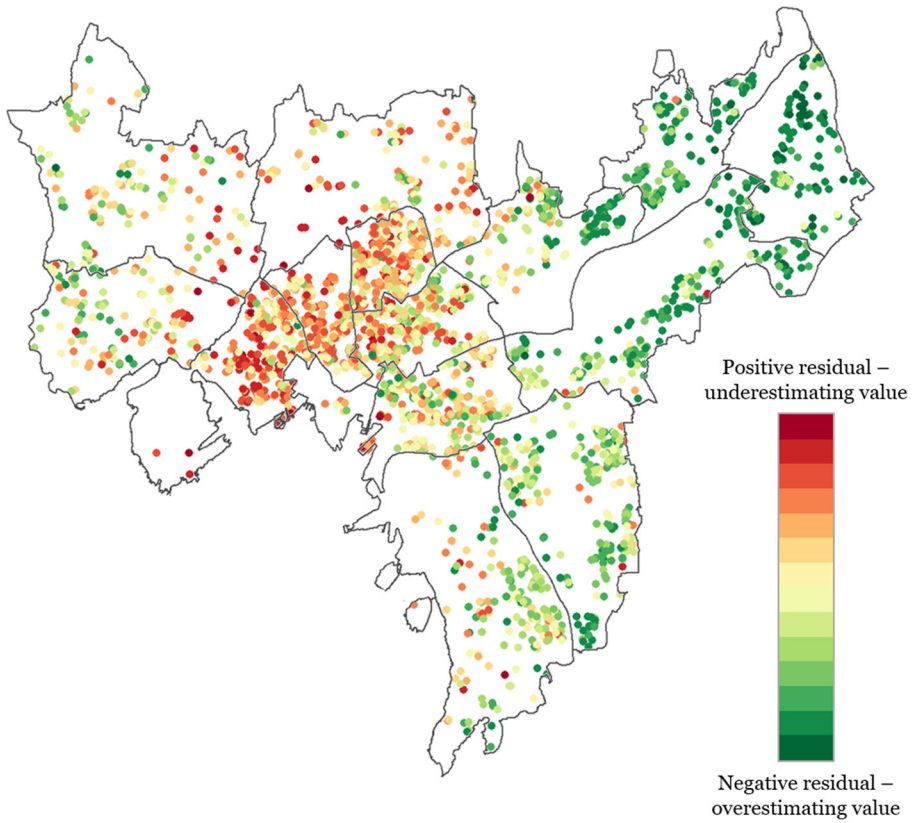 Positive residual –
underestimating value
Negative residual –
overestimating value